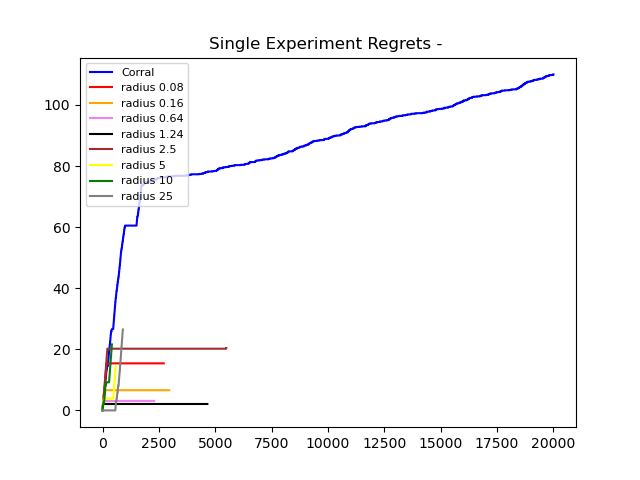 Single Experiment Regrets -
Corral
radius 0.08
radius 0.16
radius 0.64
radius 1.24
radius 2.5
radius 5
radius 10
radius 25
100
80
60
40
20
0
0 2500 5000 7500 10000 12500 15000 17500 20000